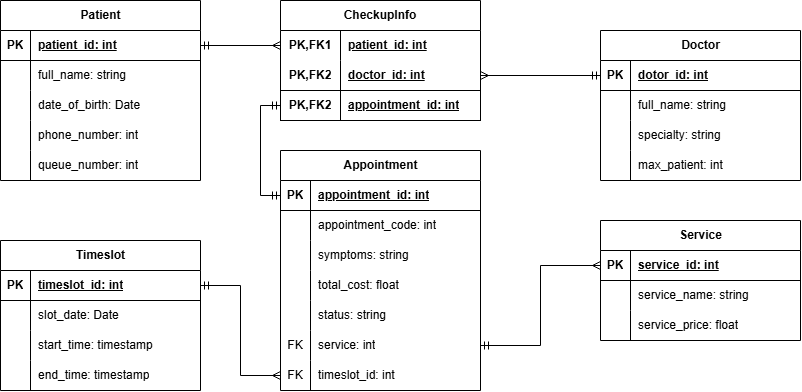 Patient
PK patient_id: int
full_name: string
date_of_birth: Date
phone_number: int
queue_number: int
CheckupInfo
PK,FK1 patient_id: int
PK,FK2 doctor_id: int
PK,FK2 appointment_id: int
Doctor
PK dotor_id: int
full_name: string
specialty: string
max_patient: int
Appointment
PK appointment_id: int
appointment_code: int
symptoms: string
total_cost: float
status: string
FK service: int
FK timeslot_id: int
Timeslot
PK timeslot_id: int
slot_date: Date
start_time: timestamp
end_time: timestamp
Service
PK service_id: int
service_name: string
service_price: float